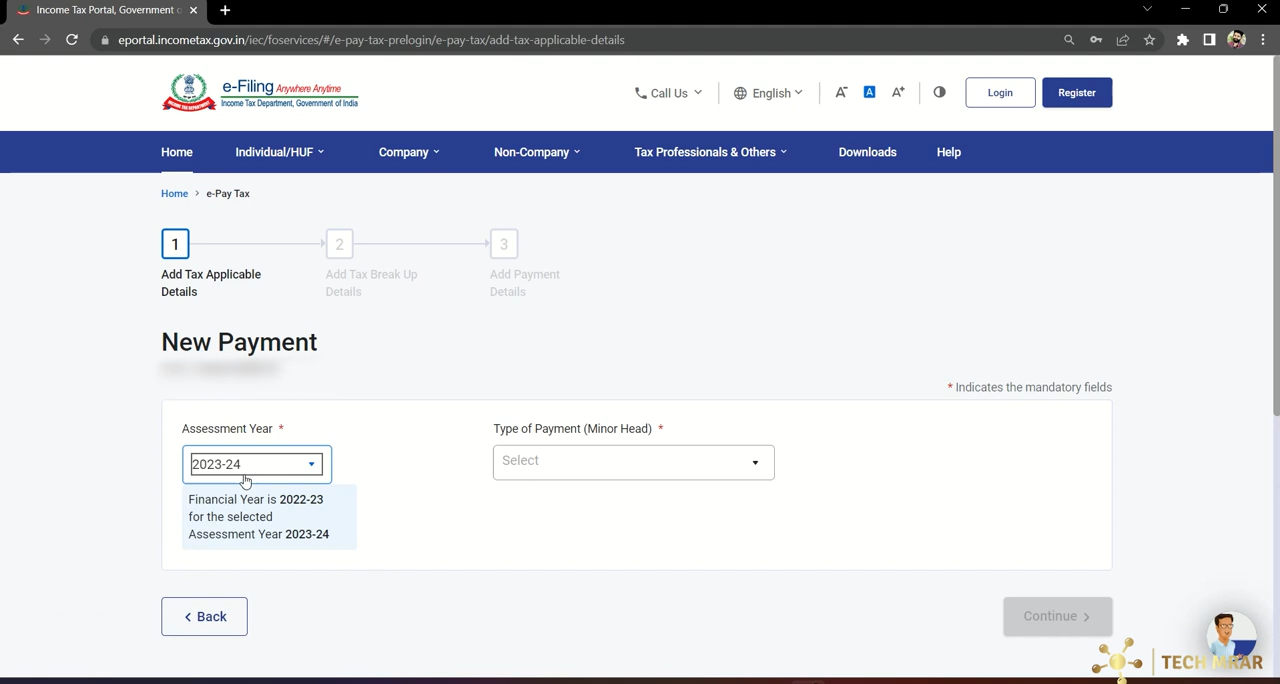 Income Tax Portal, Government o
eportal.incometax.gov.in/iec/foservices/#/e-pay-tax-prelogin/e-pay-tax/add-tax-applicable-details
e-Filing Anywhere Anytime
Income Tax Department, Government of India
INCOME TAX DEPARTMENT
Call Us
English
A-
A
A+
Login
Register
Home
Individual/HUF
Company
Non-Company
Tax Professionals & Others
Downloads
Help
Home > e-Pay Tax
1
2
3
Add Tax Applicable
Details
Add Tax Break Up
Details
Add Payment
Details
New Payment
* Indicates the mandatory fields
Assessment Year *
Type of Payment (Minor Head) *
2023-24
Select
Financial Year is 2022-23
for the selected
Assessment Year 2023-24
< Back
Continue >